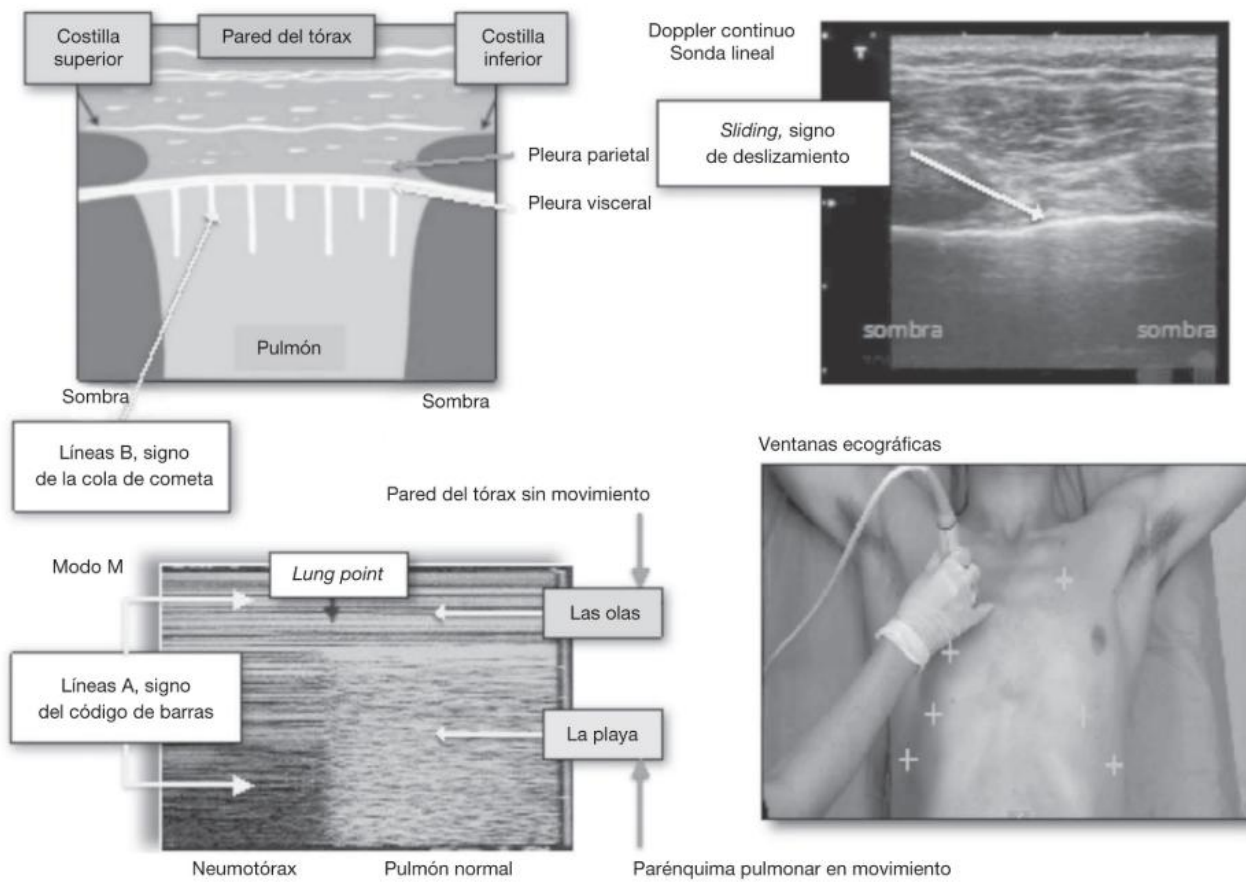 Costilla
superior
Pared del tórax
Costilla
inferior
Pleura parietal
Pleura visceral
Pulmón
Sombra
Sombra
Líneas B, signo
de la cola de cometa
Doppler continuo
Sonda lineal
T
Sliding, signo
de deslizamiento
sombra
sombra
Modo M
Lung point
Pared del tórax sin movimiento
Las olas
Líneas A, signo
del código de barras
La playa
Neumotórax
Pulmón normal
Parénquima pulmonar en movimiento
Ventanas ecográficas